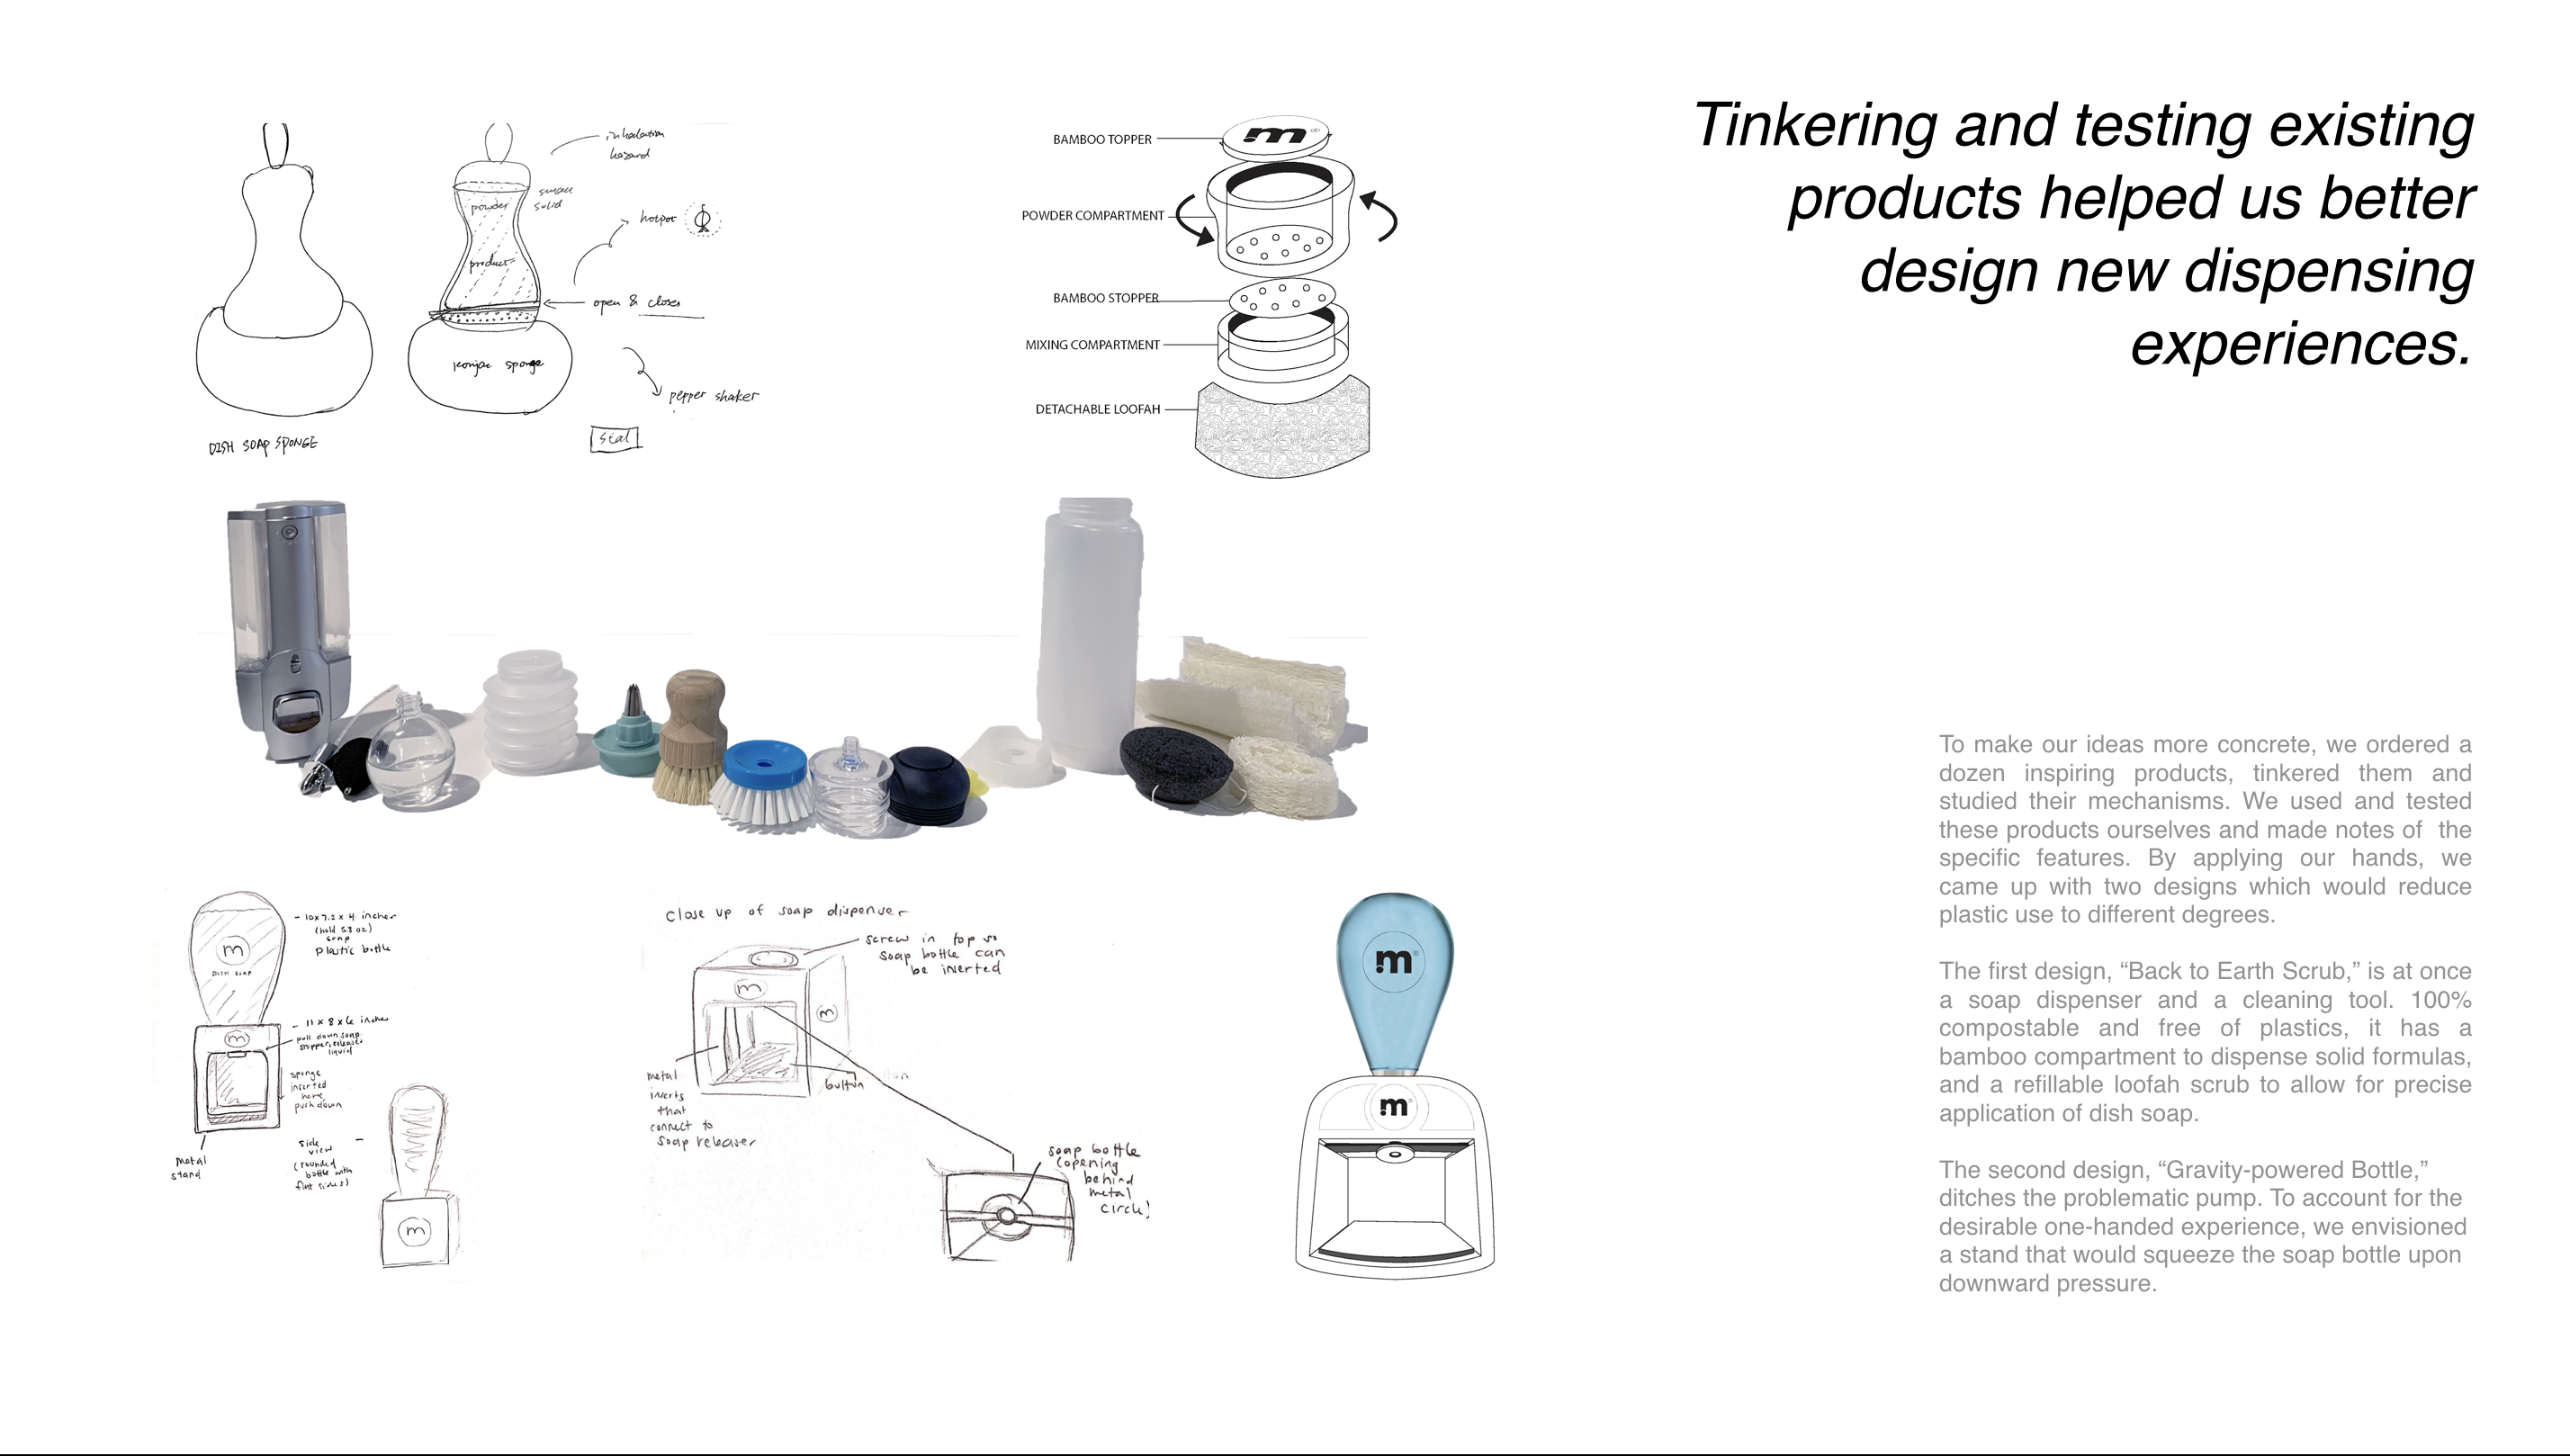 Tinkering and testing existing
products helped us better
design new dispensing
experiences.
inhalation
hazard
small
solid
powder
product
hotpot
open & closes
konjac sponge
pepper shaker
seal
DISH SOAP SPONGE
m
BAMBOO TOPPER
POWDER COMPARTMENT
BAMBOO STOPPER
MIXING COMPARTMENT
DETACHABLE LOOFAH
To make our ideas more concrete, we ordered a
dozen inspiring products, tinkered them and
studied their mechanisms. We used and tested
these products ourselves and made notes of the
specific features. By applying our hands, we
came up with two designs which would reduce
plastic use to different degrees.
The first design, “Back to Earth Scrub,” is at once
a soap dispenser and a cleaning tool. 100%
compostable and free of plastics, it has a
bamboo compartment to dispense solid formulas,
and a refillable loofah scrub to allow for precise
application of dish soap.
The second design, “Gravity-powered Bottle,”
ditches the problematic pump. To account for the
desirable one-handed experience, we envisioned
a stand that would squeeze the soap bottle upon
downward pressure.
m
DISH SOAP
- 10x7.2 x 4 inches
(hold 58 oz)
soap
plastic bottle
m
- 11 x 8 x 6 inches
pull down soap
stopper, releases
liquid
sponge
inserted
here,
push down
metal
stand
side
view
(rounded
bottle with
flat sides)
m
close up of soap dispenser
screw in top so
soap bottle can
be inverted
m
m
button
metal
inserts
that
connect to
soap releaser
soap bottle
(opening
behind
metal
circle)
m
m